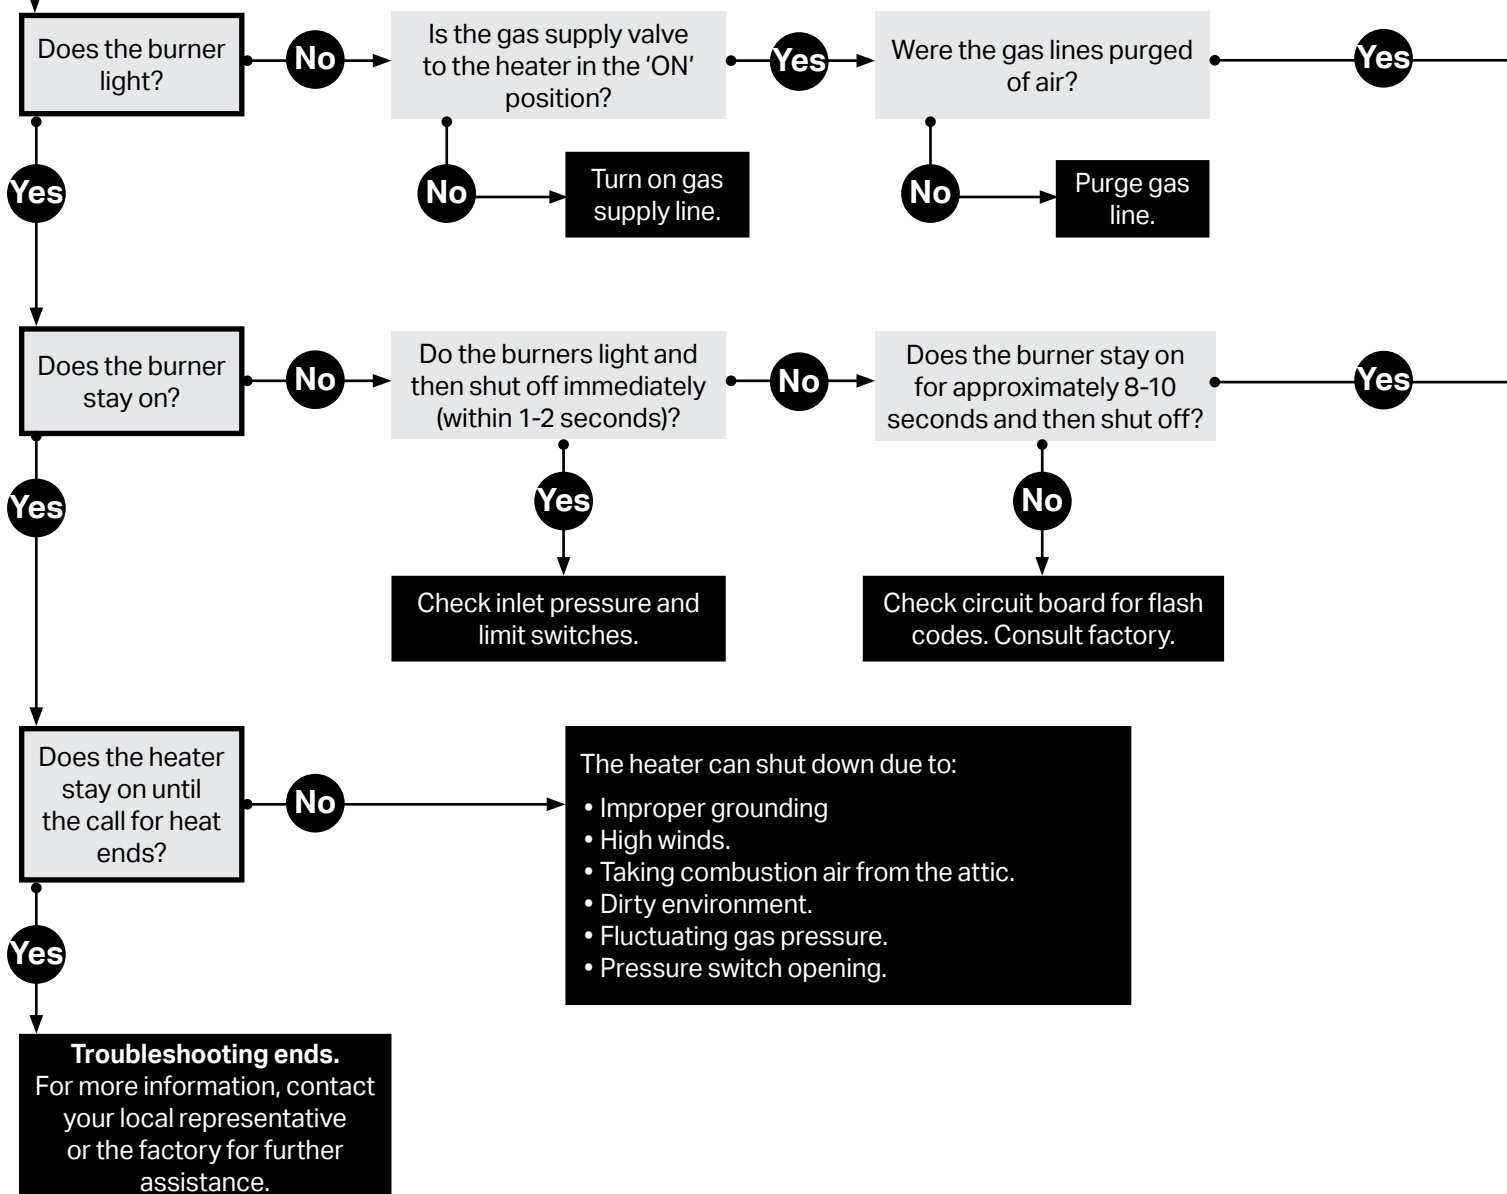 Does the burner
light?
No
Is the gas supply valve
to the heater in the ‘ON’
position?
Yes
Were the gas lines purged
of air?
Yes
Yes
No
Turn on gas
supply line.
No
Purge gas
line.
Does the burner
stay on?
No
Do the burners light and
then shut off immediately
(within 1-2 seconds)?
No
Does the burner stay on
for approximately 8-10
seconds and then shut off?
Yes
Yes
Yes
No
Check inlet pressure and
limit switches.
Check circuit board for flash
codes. Consult factory.
Does the heater
stay on until
the call for heat
ends?
No
The heater can shut down due to:
• Improper grounding
• High winds.
• Taking combustion air from the attic.
• Dirty environment.
• Fluctuating gas pressure.
• Pressure switch opening.
Yes
Troubleshooting ends.
For more information, contact
your local representative
or the factory for further
assistance.